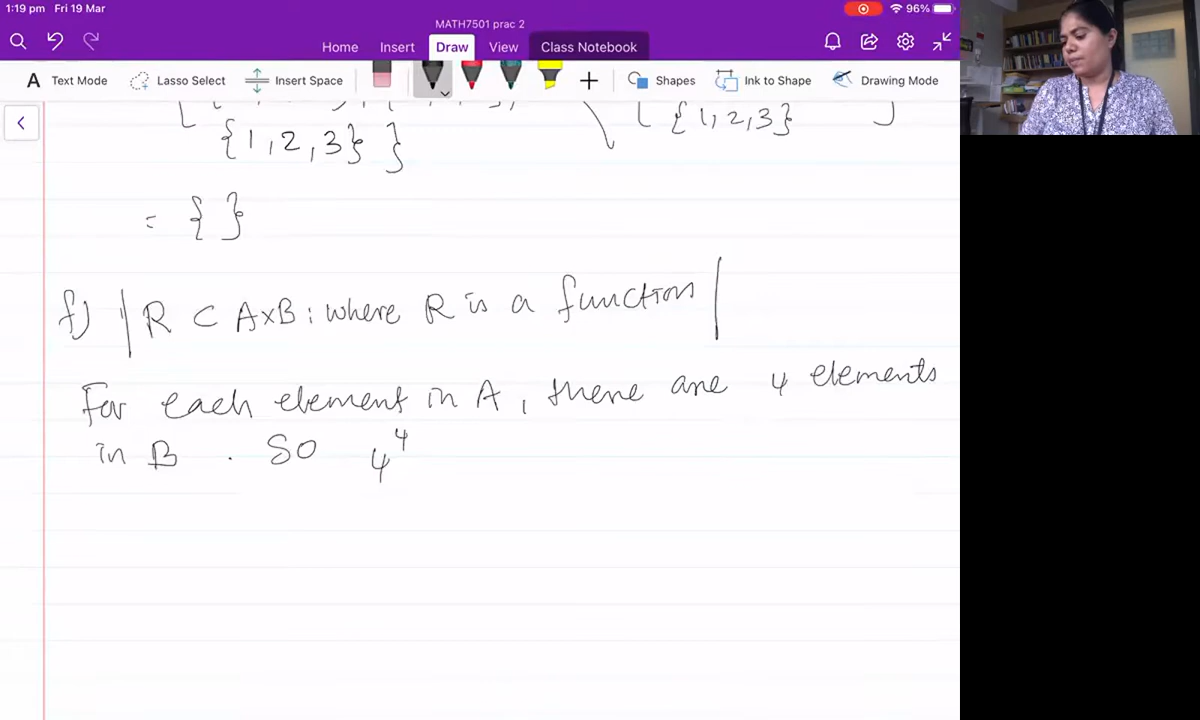 1:19 pm Fri 19 Mar
96%
MATH7501 prac 2
Home Insert Draw View Class Notebook
A Text Mode Lasso Select Insert Space Shapes Ink to Shape Drawing Mode
{1,2,3} } \ {1,2,3}
= { }
f) | R ⊂ A×B : where R is a function |
For each element in A, there are 4 elements
in B . So 4⁴